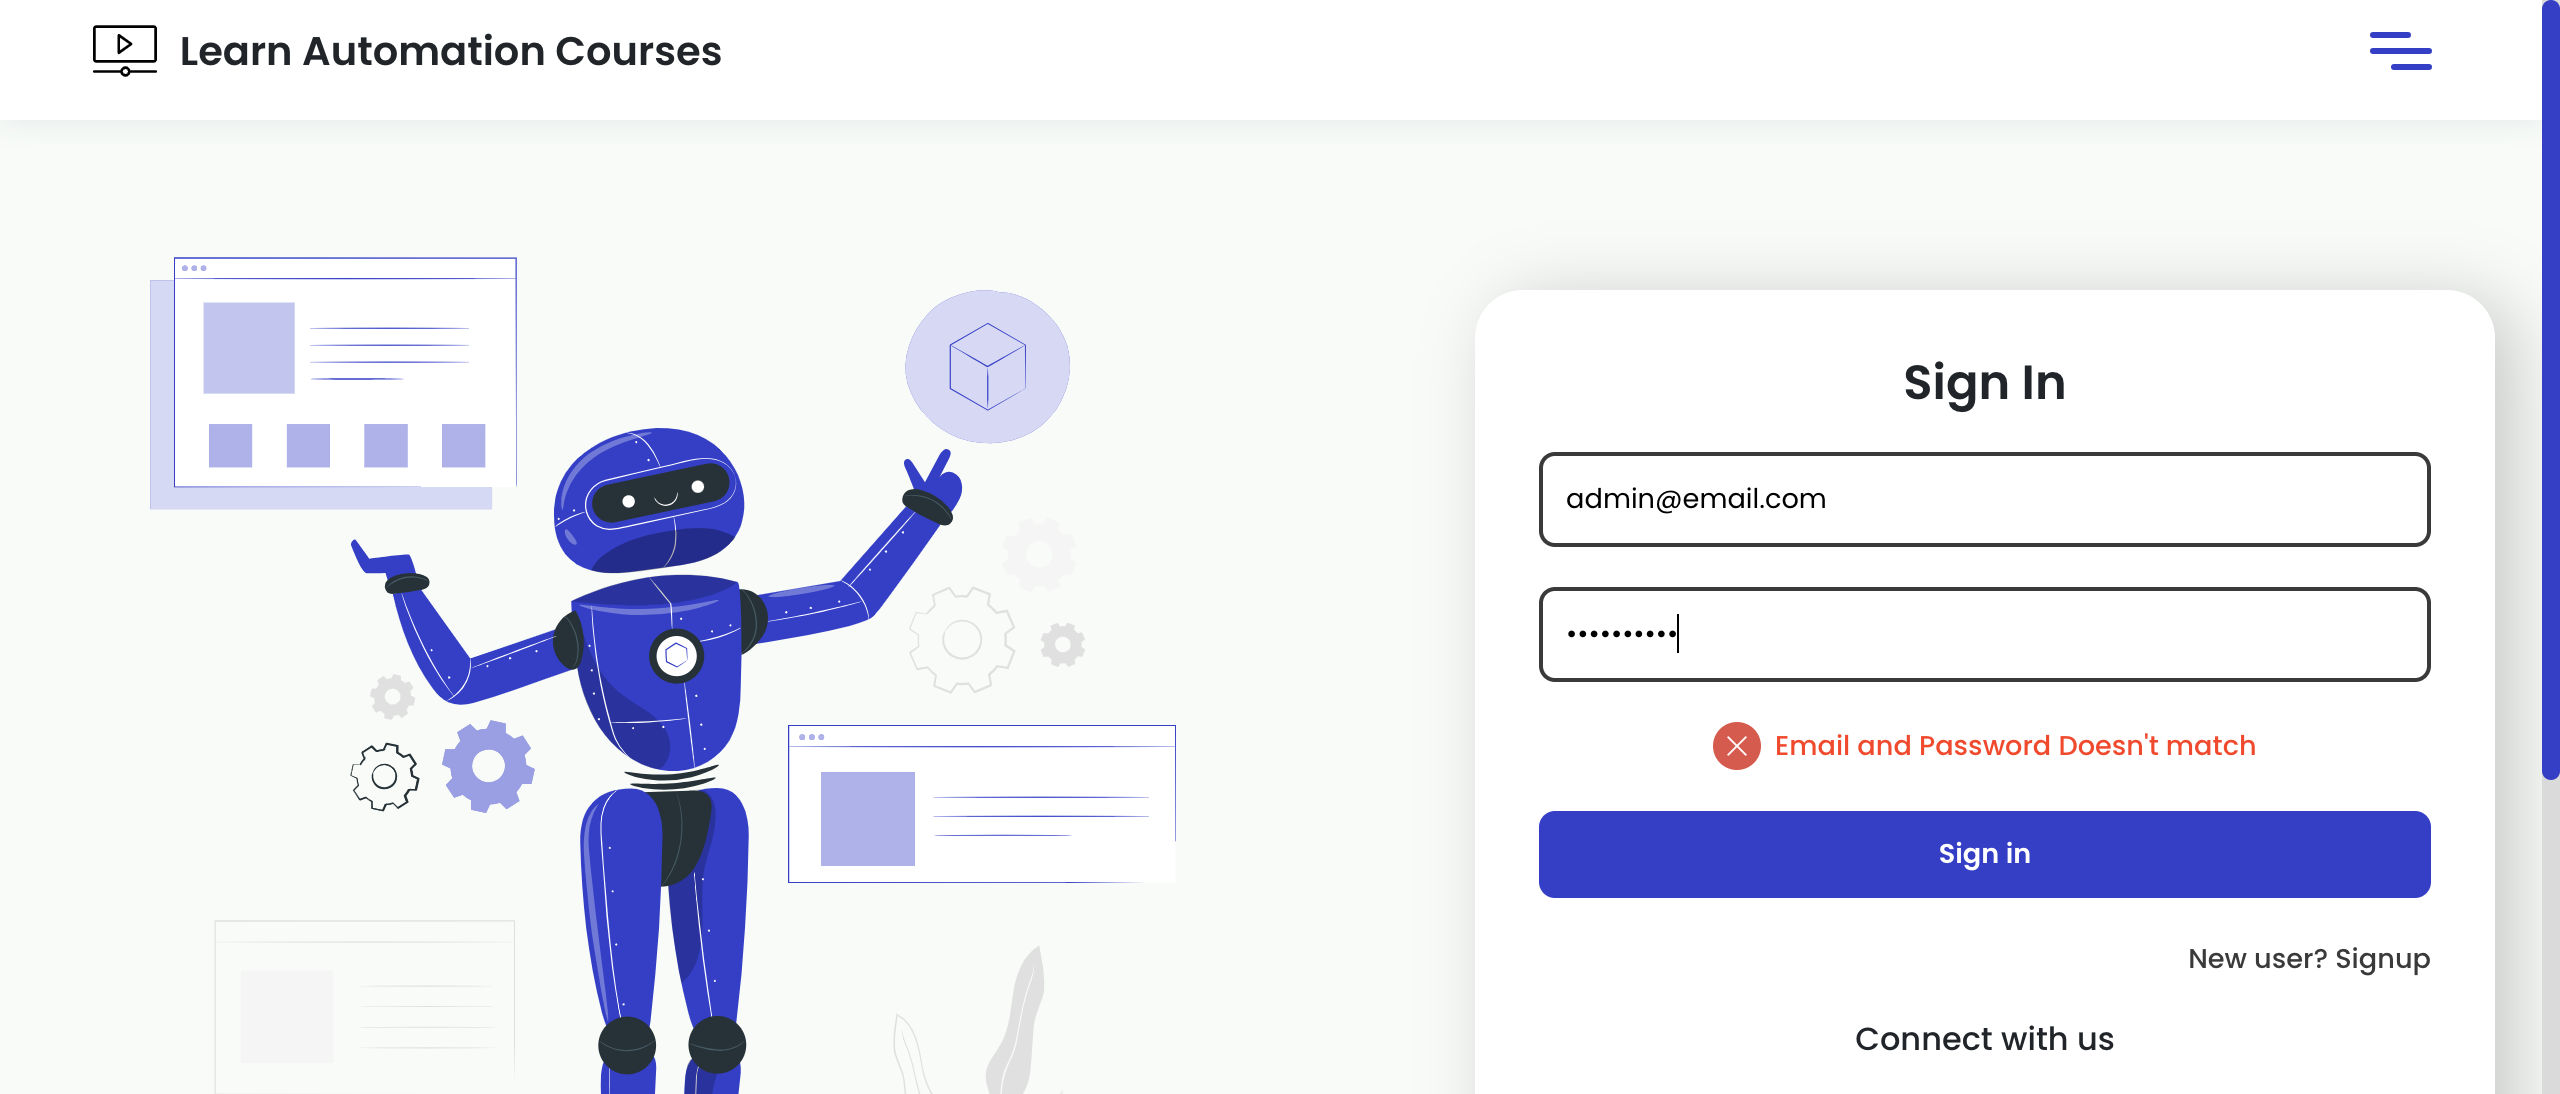 Learn Automation Courses
Sign In
admin@email.com
••••••••••
Email and Password Doesn't match
Sign in
New user? Signup
Connect with us